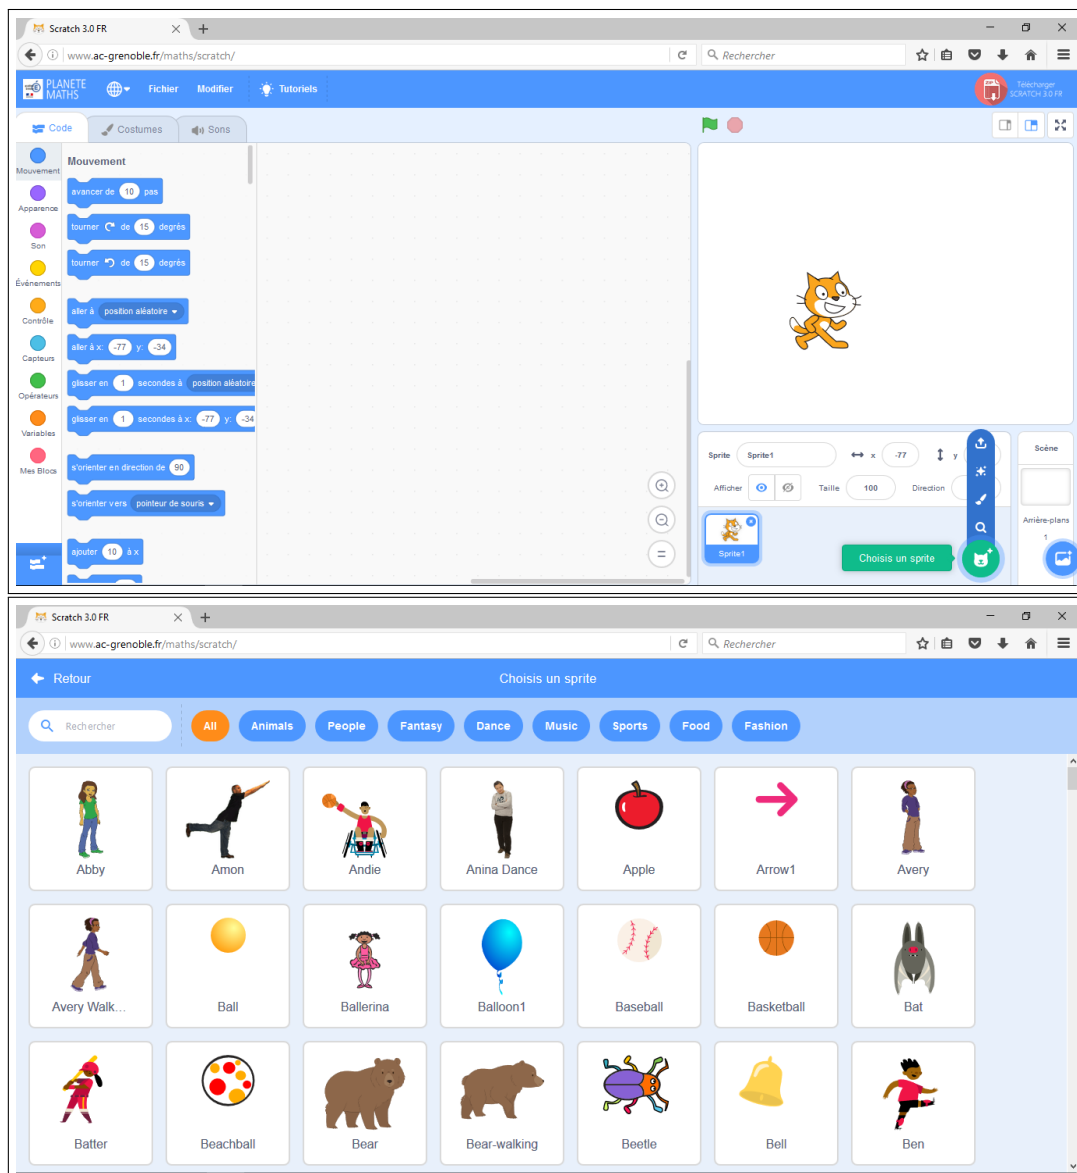 Scratch 3.0 FR
www.ac-grenoble.fr/maths/scratch/
Rechercher
PLANETE MATHS
Fichier
Modifier
Tutoriels
Télécharger
SCRATCH 3.0 FR
Code
Costumes
Sons
Mouvement
Apparence
Son
Événements
Contrôle
Capteurs
Opérateurs
Variables
Mes Blocs
Mouvement
avancer de 10 pas
tourner de 15 degrés
tourner de 15 degrés
aller à position aléatoire
aller à x: -77 y: -34
glisser en 1 secondes à position aléatoire
glisser en 1 secondes à x: -77 y: -34
s'orienter en direction de 90
s'orienter vers pointeur de souris
ajouter 10 à x
Sprite Sprite1 x -77 y
Afficher Taille 100 Direction
Sprite1
Choisis un sprite
Scène
Arrière-plans
1
Scratch 3.0 FR
www.ac-grenoble.fr/maths/scratch/
Rechercher
Retour
Choisis un sprite
Rechercher
All Animals People Fantasy Dance Music Sports Food Fashion
Abby Amon Andie Anina Dance Apple Arrow1 Avery
Avery Walk... Ball Ballerina Balloon1 Baseball Basketball Bat
Batter Beachball Bear Bear-walking Beetle Bell Ben